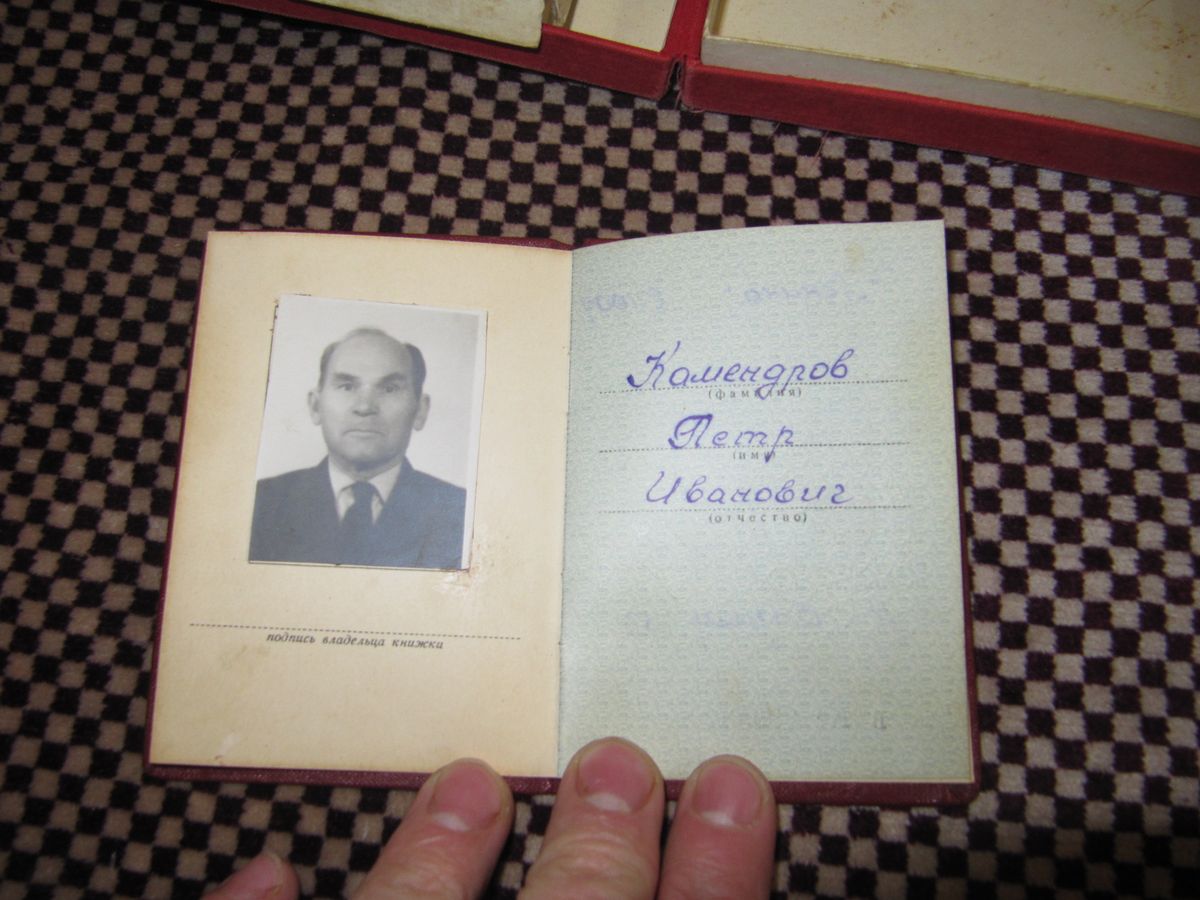 подпись владельца книжки
Камендров
(фамилия)
Петр
(имя)
Иванович
(отчество)